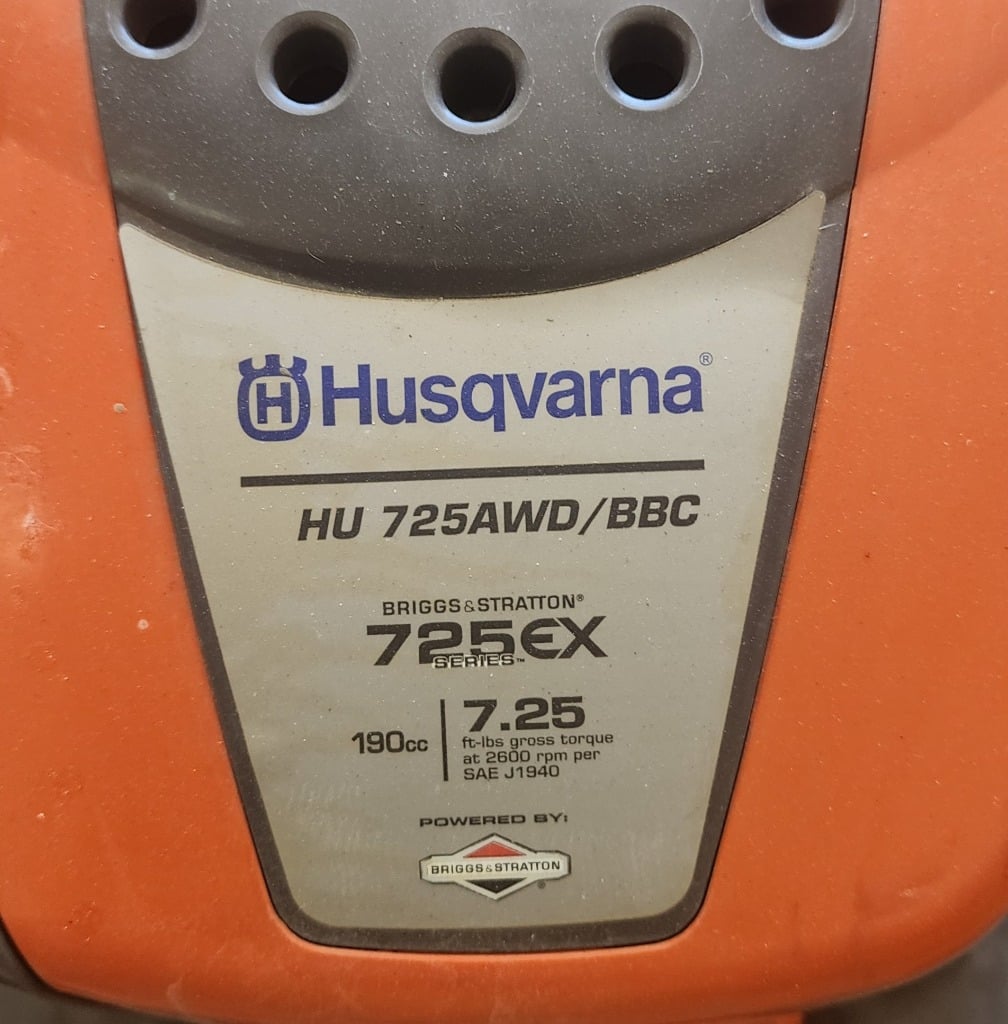 H Husqvarna®
HU 725AWD/BBC
BRIGGS&STRATTON®
725EX
SERIES™
190cc
7.25
ft-lbs gross torque
at 2600 rpm per
SAE J1940
POWERED BY:
BRIGGS&STRATTON®